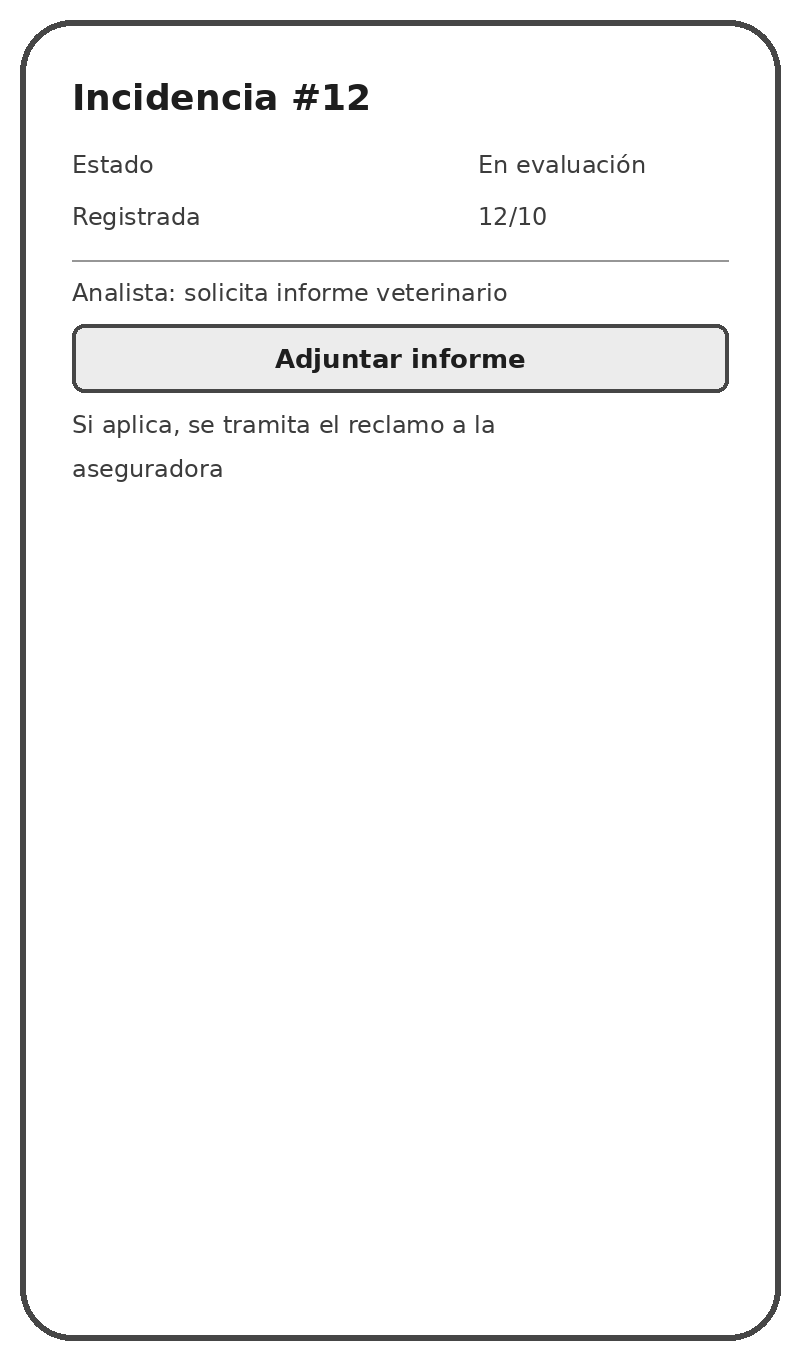 Incidencia #12
Estado En evaluación
Registrada 12/10
Analista: solicita informe veterinario
Adjuntar informe
Si aplica, se tramita el reclamo a la
aseguradora